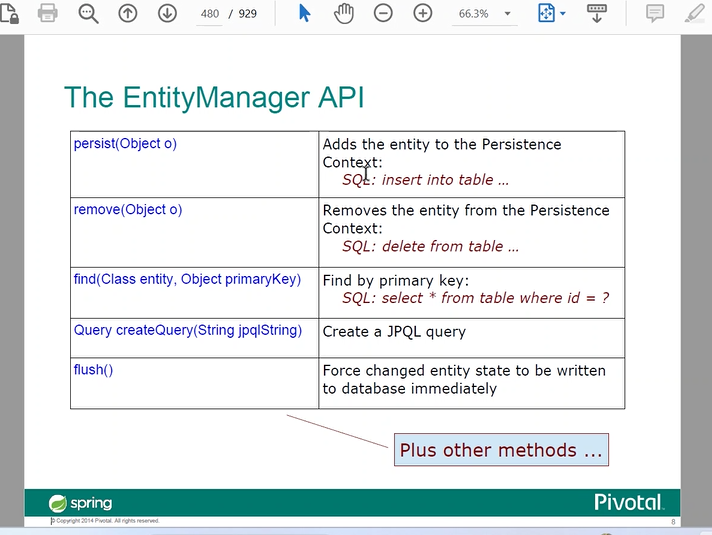 480 / 929
66.3%
The EntityManager API
persist(Object o)
Adds the entity to the Persistence
Context:
SQL: insert into table ...
remove(Object o)
Removes the entity from the Persistence
Context:
SQL: delete from table ...
find(Class entity, Object primaryKey)
Find by primary key:
SQL: select * from table where id = ?
Query createQuery(String jpqlString)
Create a JPQL query
flush()
Force changed entity state to be written
to database immediately
Plus other methods ...
spring
Pivotal.
© Copyright 2014 Pivotal. All rights reserved.
8